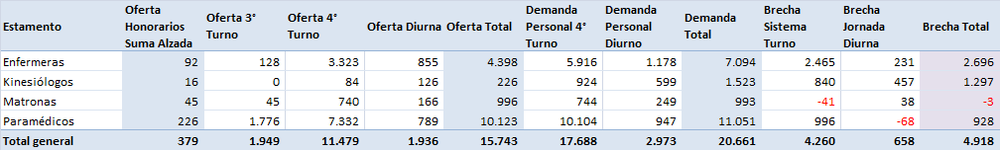 Estamento | Oferta Honorarios Suma Alzada | Oferta 3° Turno | Oferta 4° Turno | Oferta Diurna | Oferta Total | Demanda Personal 4° Turno | Demanda Personal Diurno | Demanda Total | Brecha Sistema Turno | Brecha Jornada Diurna | Brecha Total
Enfermeras | 92 | 128 | 3.323 | 855 | 4.398 | 5.916 | 1.178 | 7.094 | 2.465 | 231 | 2.696
Kinesiólogos | 16 | 0 | 84 | 126 | 226 | 924 | 599 | 1.523 | 840 | 457 | 1.297
Matronas | 45 | 45 | 740 | 166 | 996 | 744 | 249 | 993 | -41 | 38 | -3
Paramédicos | 226 | 1.776 | 7.332 | 789 | 10.123 | 10.104 | 947 | 11.051 | 996 | -68 | 928
Total general | 379 | 1.949 | 11.479 | 1.936 | 15.743 | 17.688 | 2.973 | 20.661 | 4.260 | 658 | 4.918